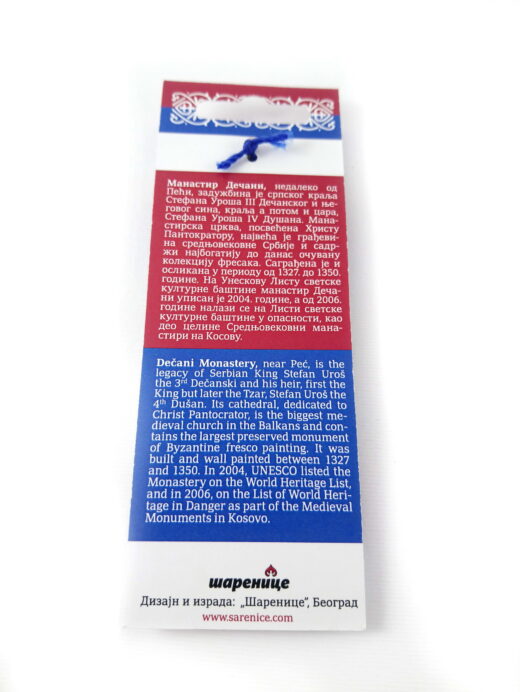 Манастир Дечани, недалеко од
Пећи, задужбина је српског краља
Стефана Уроша III Дечанског и ње-
говог сина, краља а потом и цара,
Стефана Уроша IV Душана. Мана-
стирска црква, посвећена Христу
Пантократору, највећа је грађеви-
на средњовековне Србије и садр-
жи најбогатију до данас очувану
колекцију фресака. Саграђена је и
осликана у периоду од 1327. до 1350.
године. На Унескову Листу светске
културне баштине манастир Деча-
ни уписан је 2004. године, а од 2006.
године налази се на Листи светске
културне баштине у опасности, као
део целине Средњовековни мана-
стири на Косову.
Dečani Monastery, near Peć, is the
legacy of Serbian King Stefan Uroš
the 3rd Dečanski and his heir, first the
King but later the Tzar, Stefan Uroš the
4th Dušan. Its cathedral, dedicated to
Christ Pantocrator, is the biggest me-
dieval church in the Balkans and con-
tains the largest preserved monument
of Byzantine fresco painting. It was
built and wall painted between 1327
and 1350. In 2004, UNESCO listed the
Monastery on the World Heritage List,
and in 2006, on the List of World Heri-
tage in Danger as part of the Medieval
Monuments in Kosovo.
шаренице
Дизајн и израда: „Шаренице”, Београд
www.sarenice.com